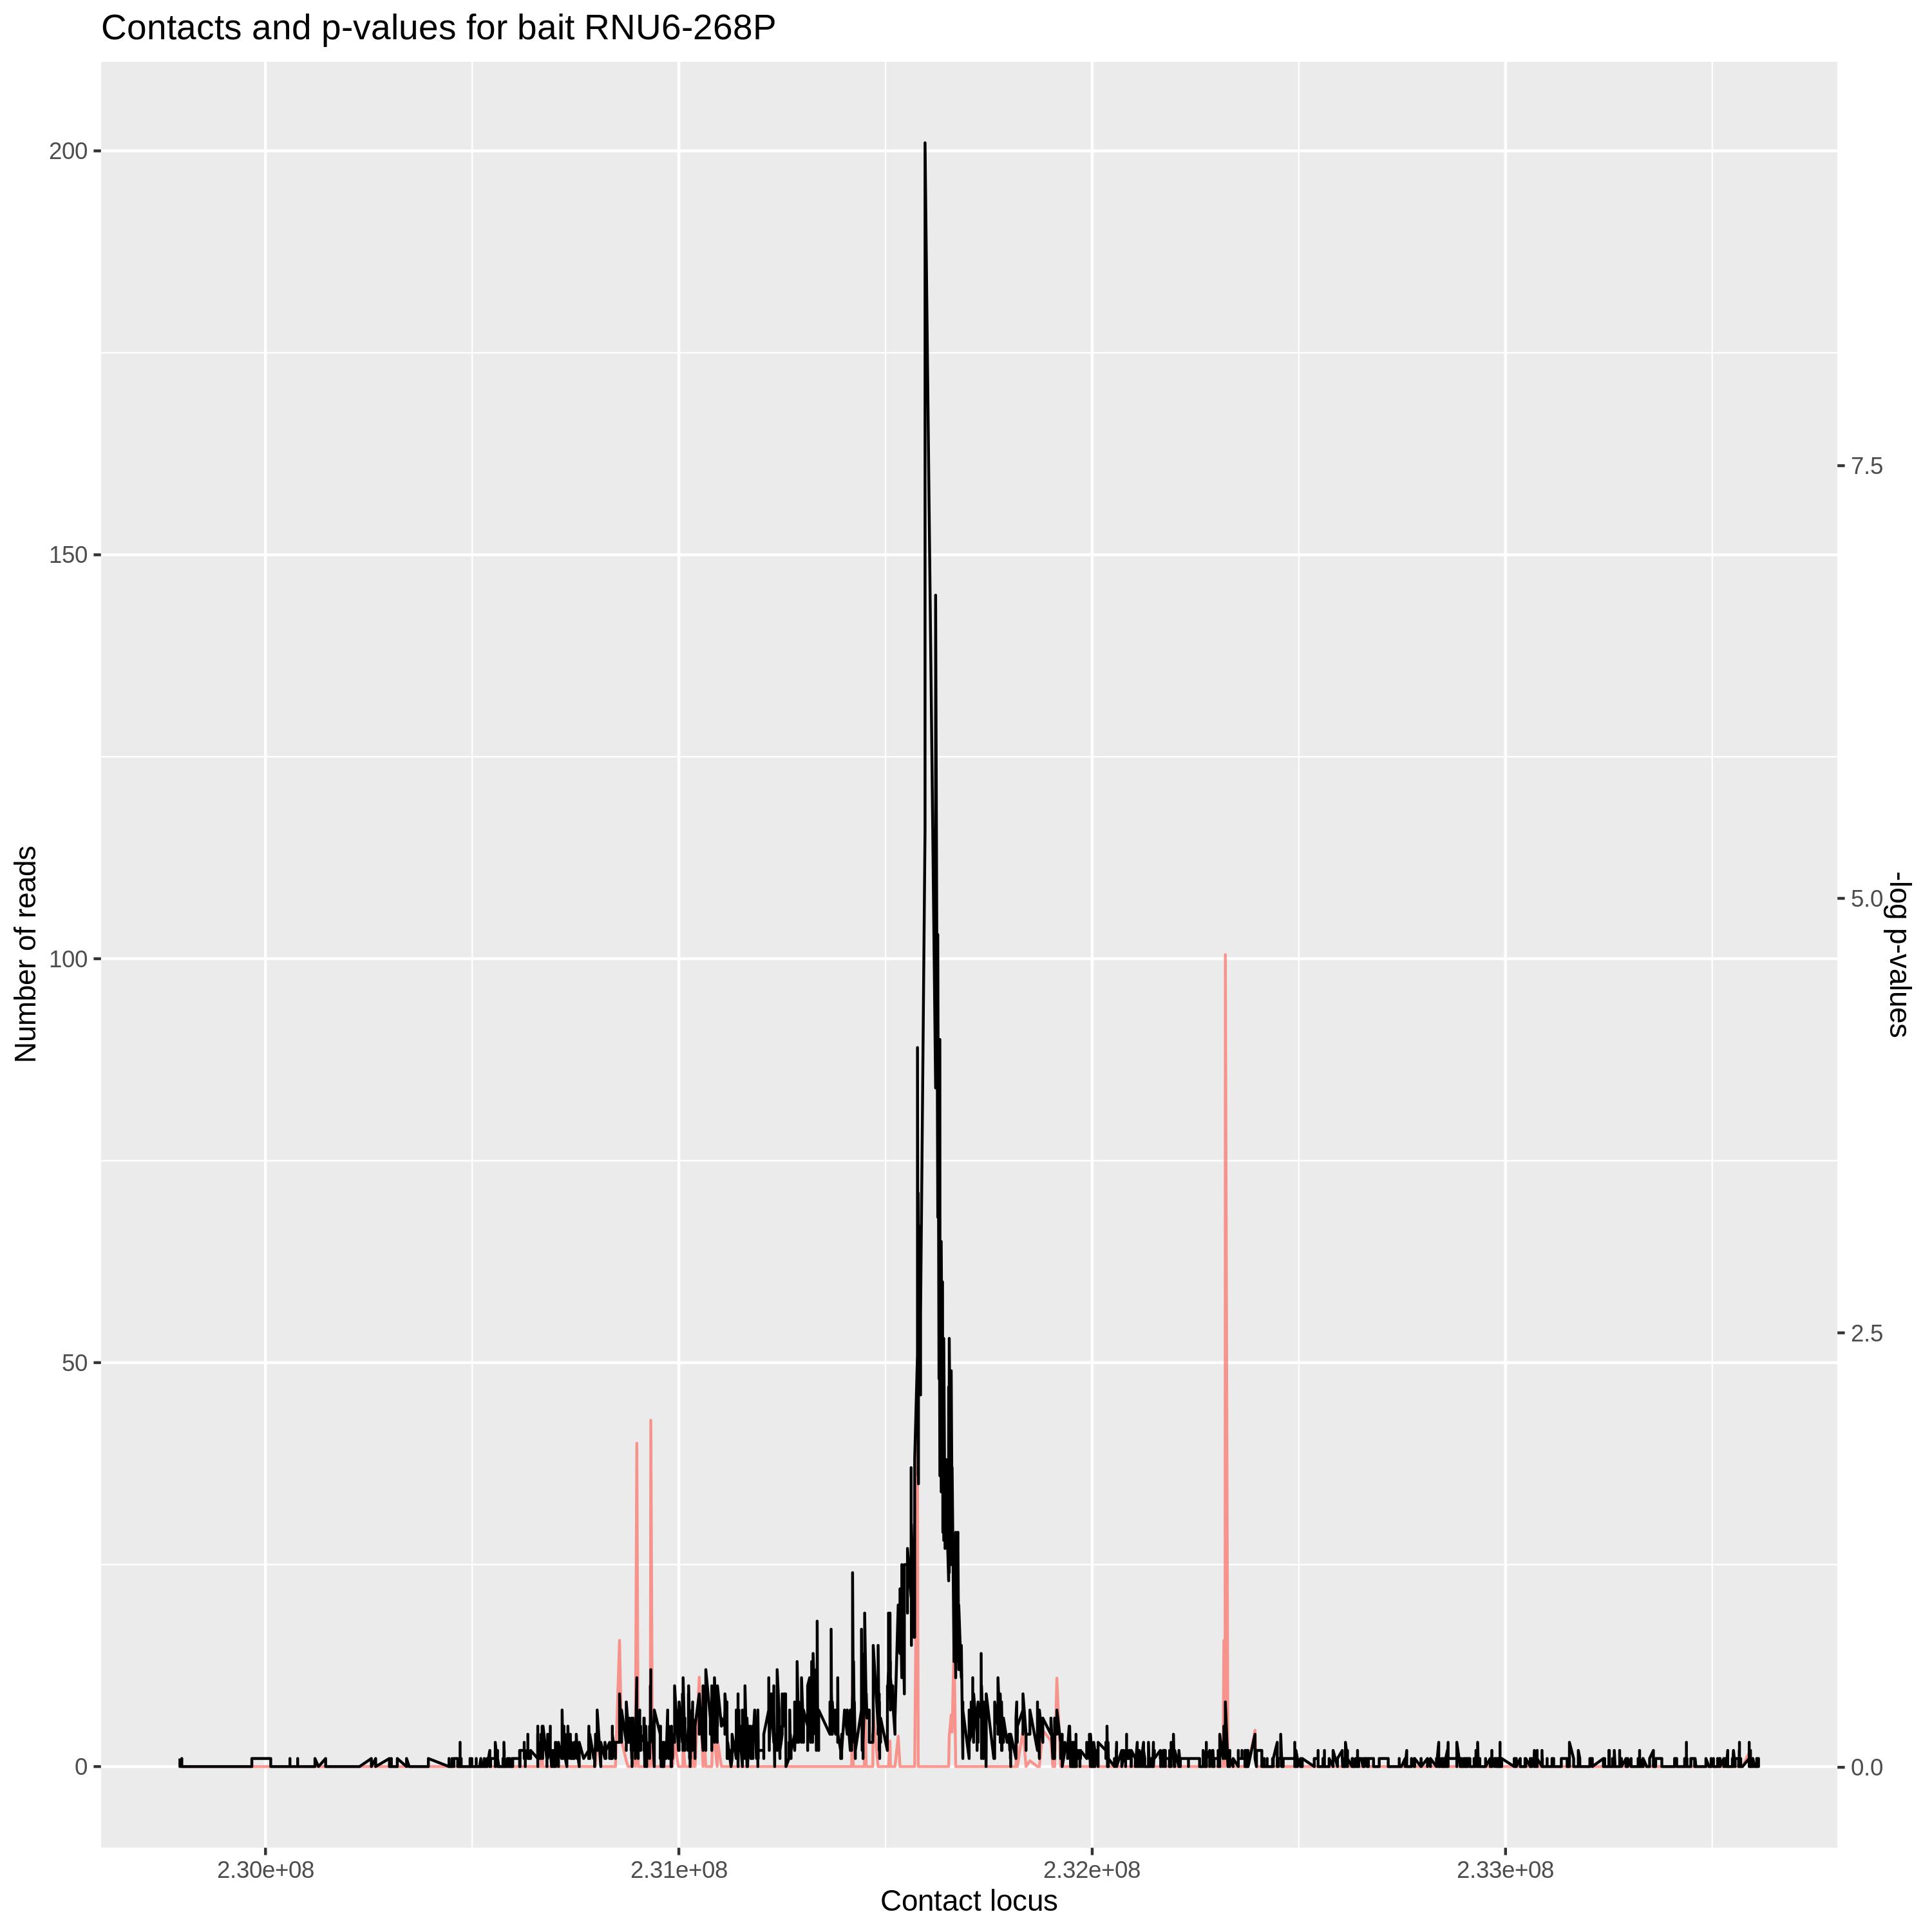 Contacts and p-values for bait RNU6-268P
200
150
100
50
0
Number of reads
7.5
5.0
2.5
0.0
-log p-values
2.30e+08
2.31e+08
2.32e+08
2.33e+08
Contact locus